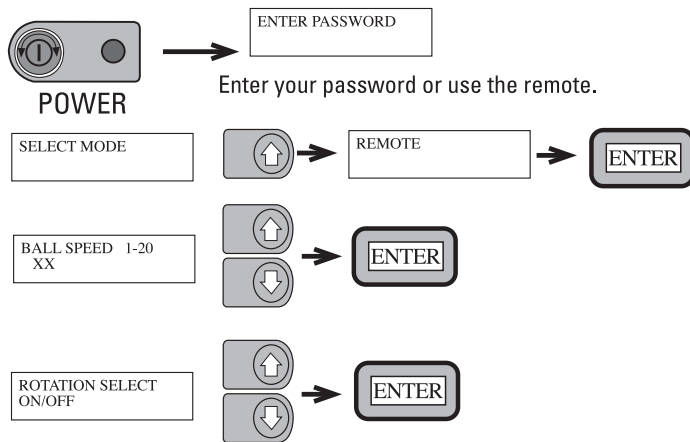 ENTER PASSWORD
Enter your password or use the remote.
POWER
SELECT MODE
REMOTE
ENTER
BALL SPEED 1-20
XX
ENTER
ROTATION SELECT
ON/OFF
ENTER